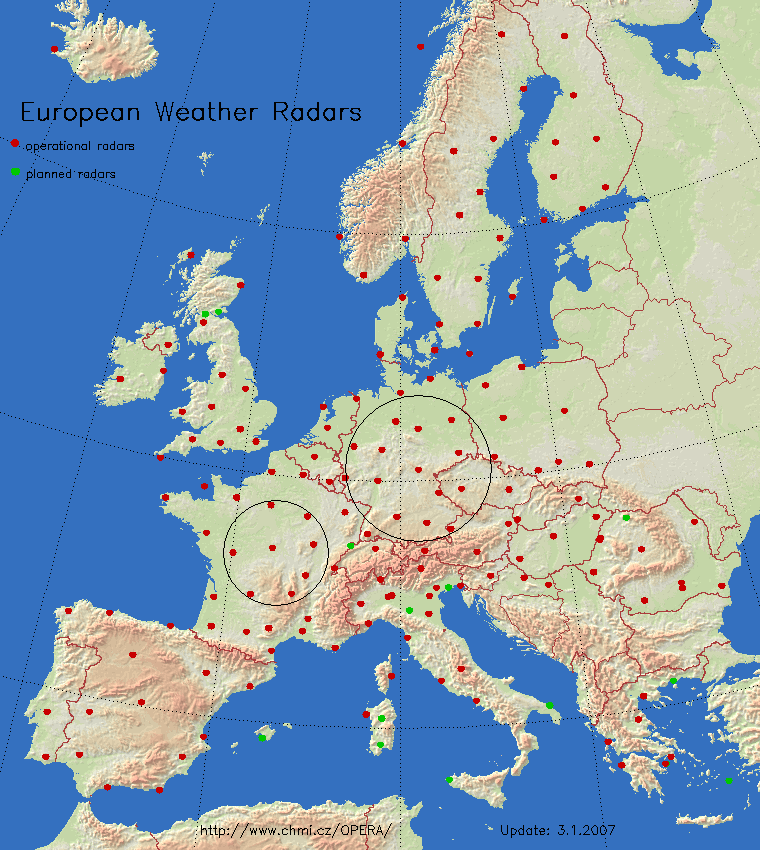 European Weather Radars
operational radars
planned radars
http://www.chmi.cz/OPERA/
Update: 3.1.2007